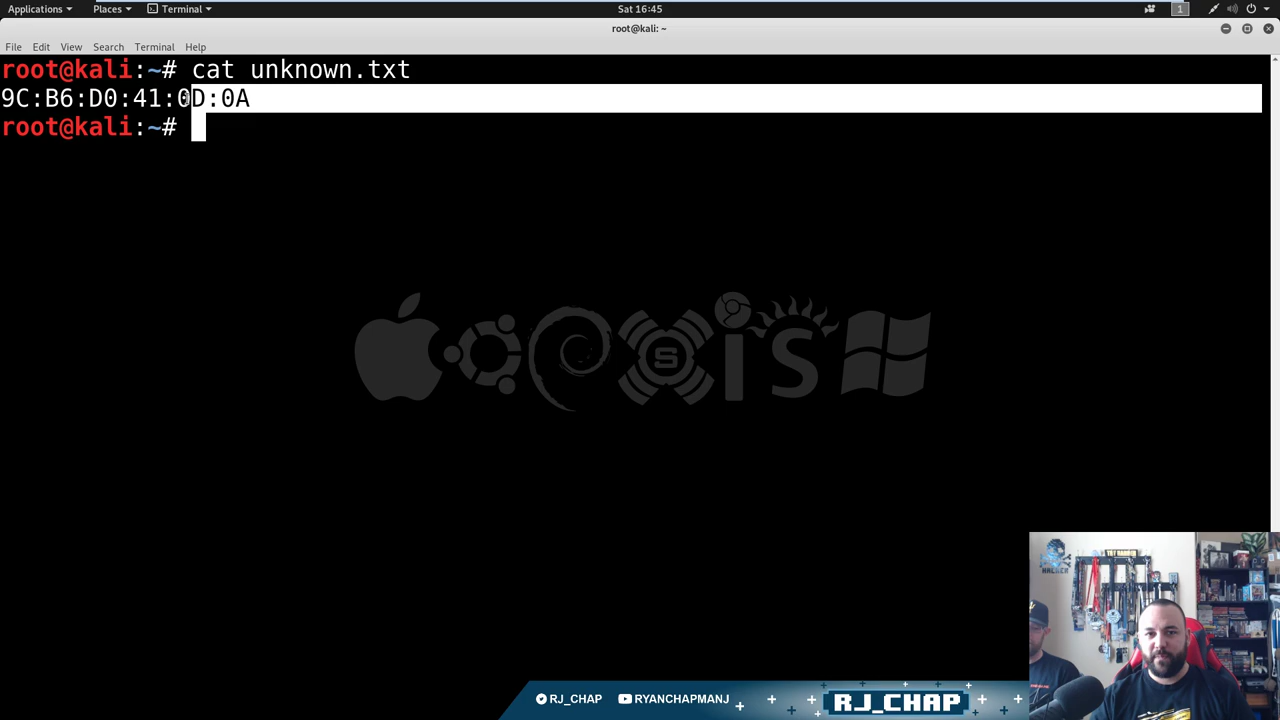 Applications Places Terminal Sat 16:45 1
root@kali: ~
File Edit View Search Terminal Help
root@kali:~# cat unknown.txt
9C:B6:D0:41:0D:0A
root@kali:~#
RJ_CHAP RYANCHAPMANJ RJ_CHAP